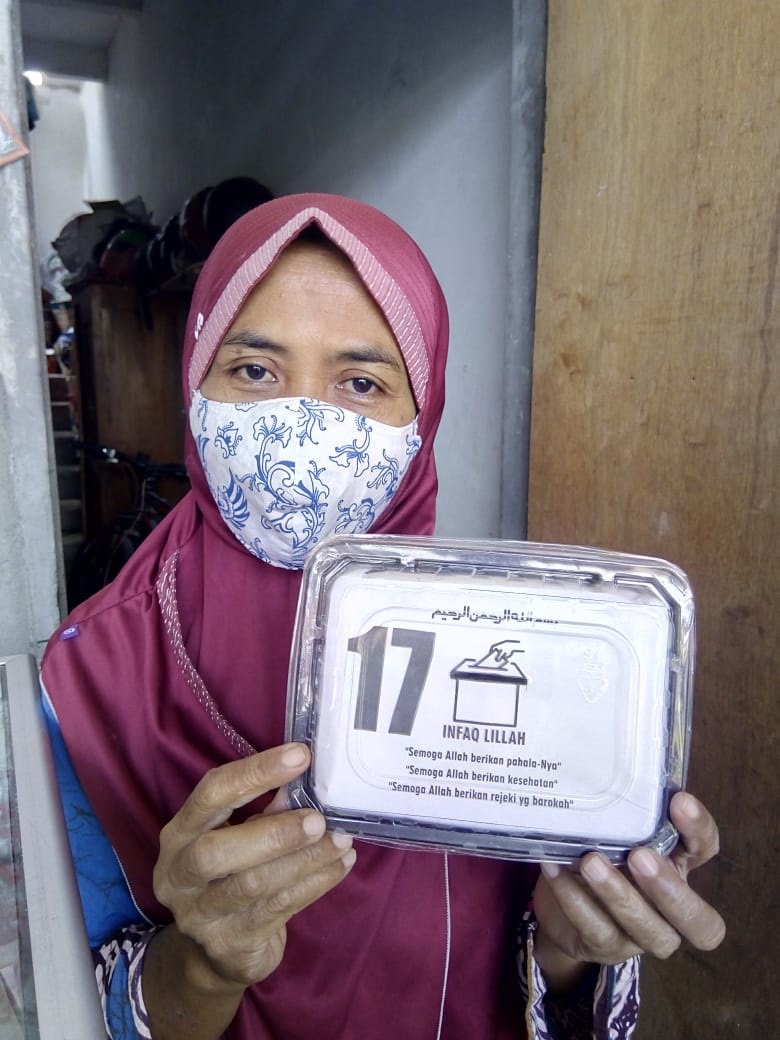 بسم الله الرحمن الرحيم
17
INFAQ LILLAH
"Semoga Allah berikan pahala-Nya"
"Semoga Allah berikan kesehatan"
"Semoga Allah berikan rejeki yg barokah"